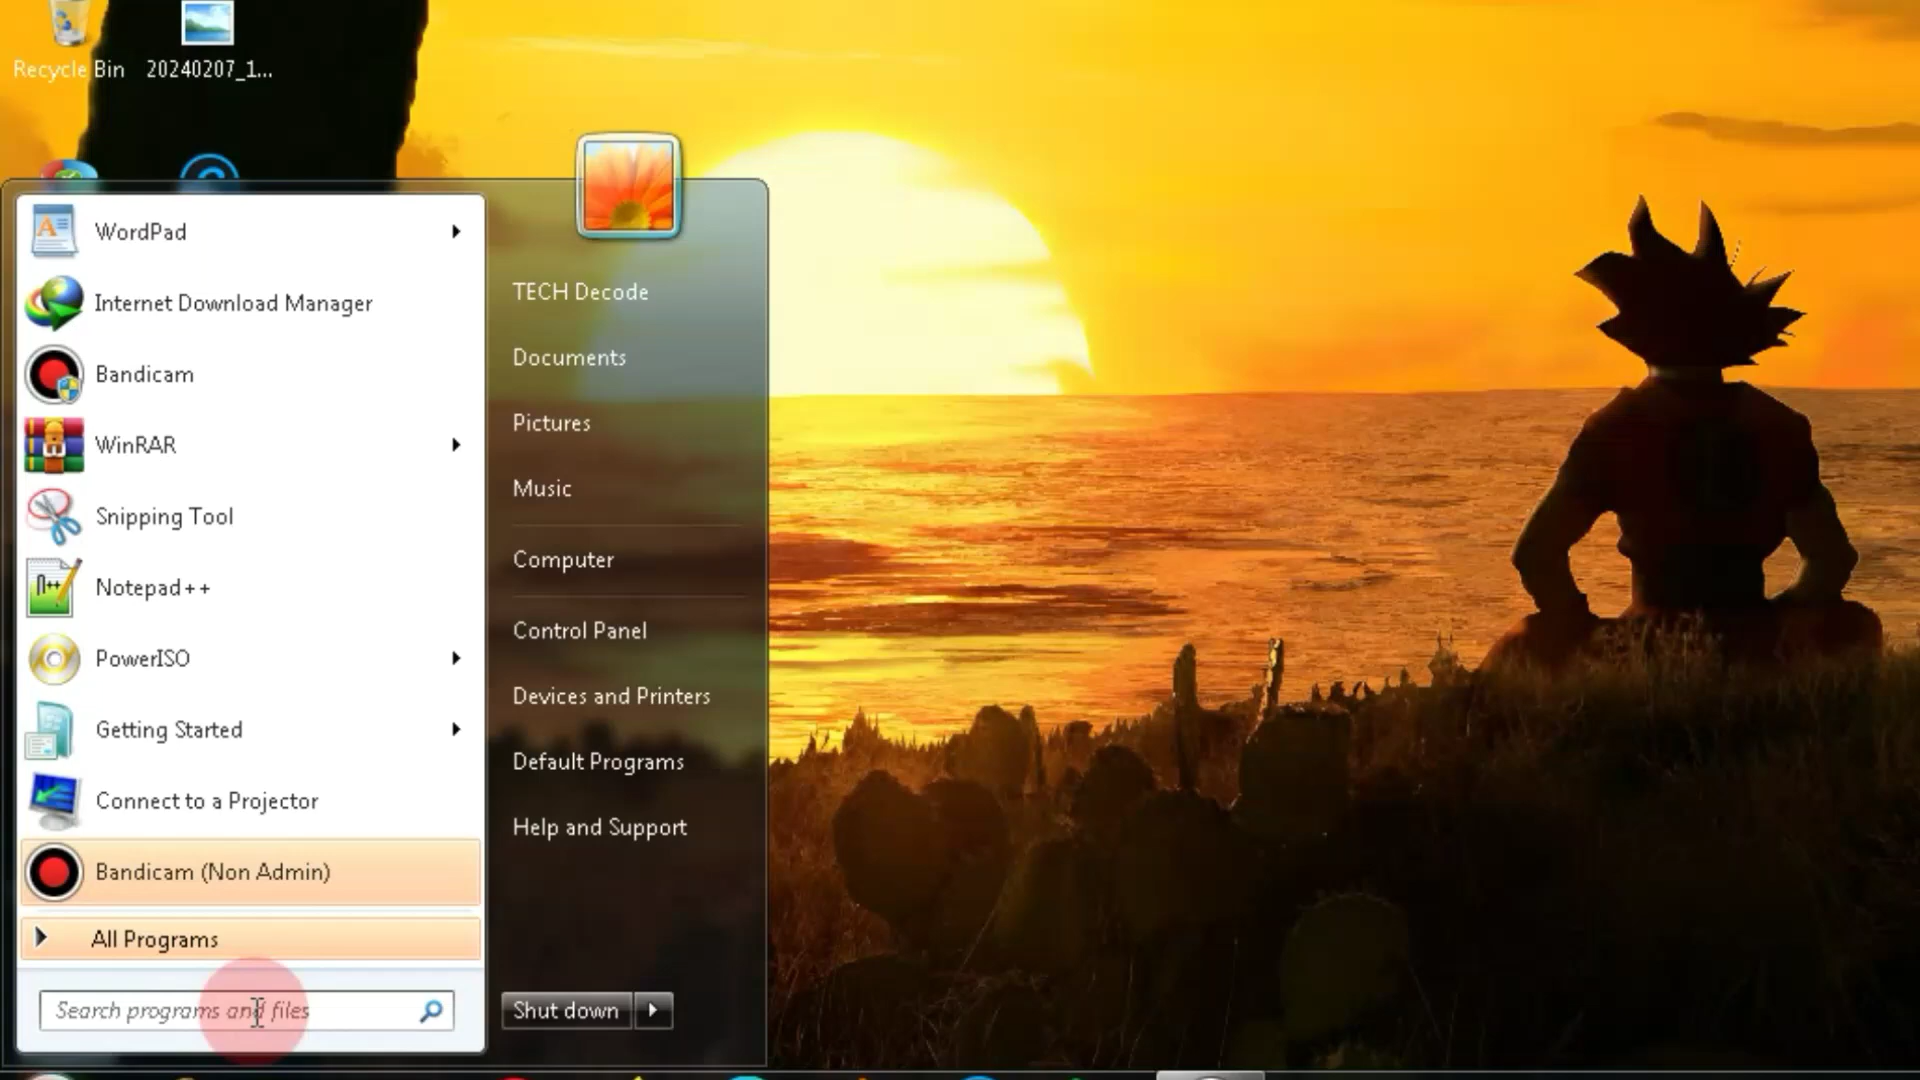 Recycle Bin
20240207_1...
WordPad
Internet Download Manager
Bandicam
WinRAR
Snipping Tool
Notepad++
PowerISO
Getting Started
Connect to a Projector
Bandicam (Non Admin)
All Programs
Search programs and files
TECH Decode
Documents
Pictures
Music
Computer
Control Panel
Devices and Printers
Default Programs
Help and Support
Shut down